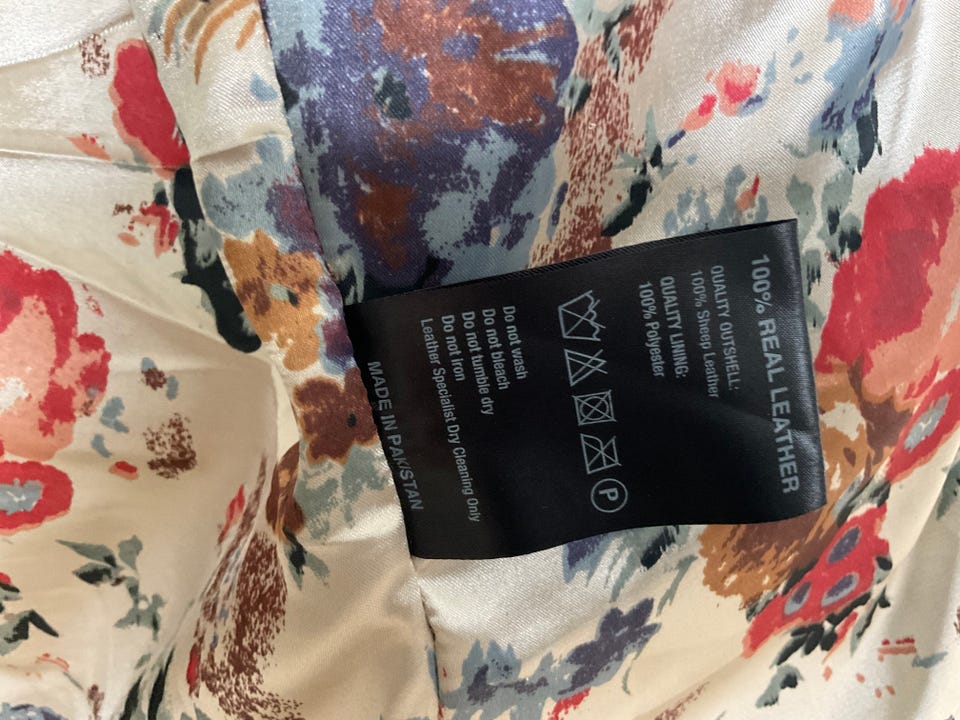 100% REAL LEATHER
QUALITY OUTSHELL:
100% Sheep Leather
QUALITY LINING:
100% Polyester
P
Do not wash
Do not bleach
Do not tumble dry
Do not iron
Leather Specialist Dry Cleaning Only
MADE IN PAKISTAN